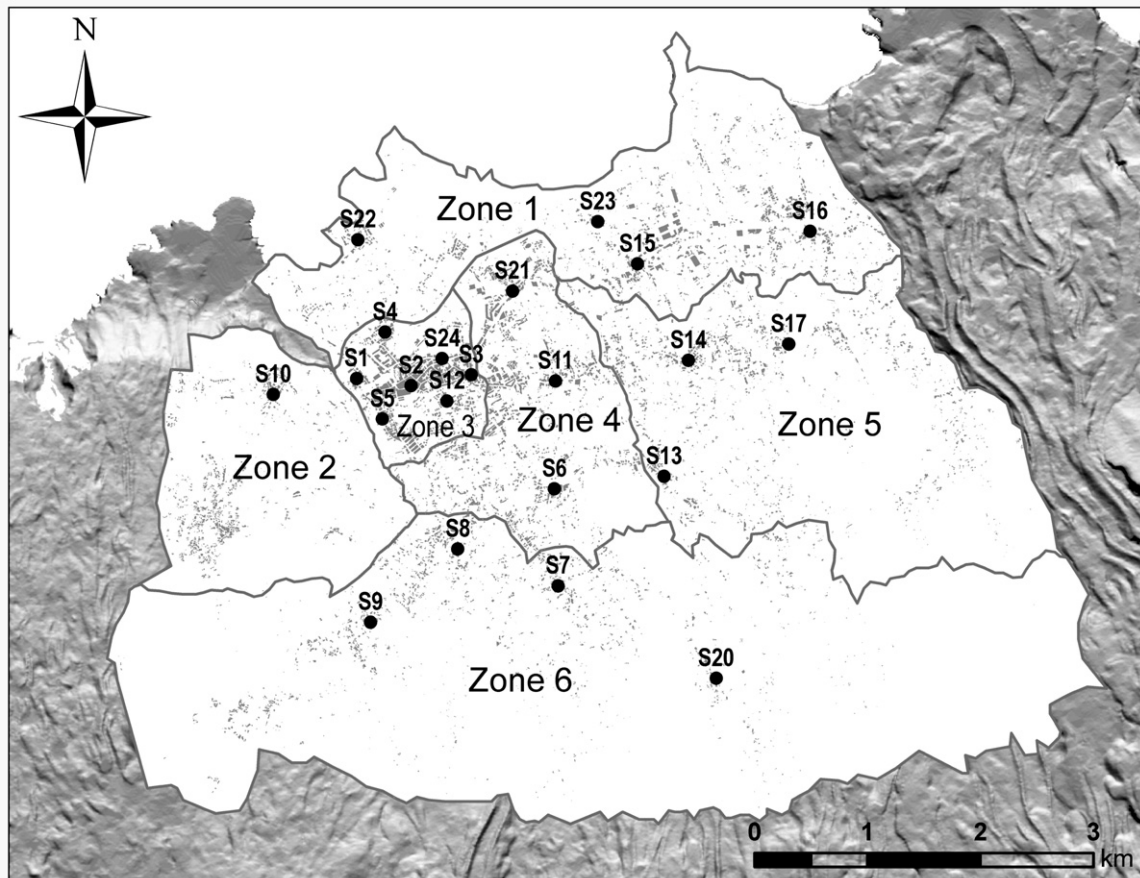 N
Zone 1
S23
S16
S22
S15
S21
S4
S24
S3
S14
S17
S1
S2
S11
S10
S12
S5
Zone 3
Zone 4
Zone 5
Zone 2
S13
S6
S8
S7
S9
S20
Zone 6
0 1 2 3
km